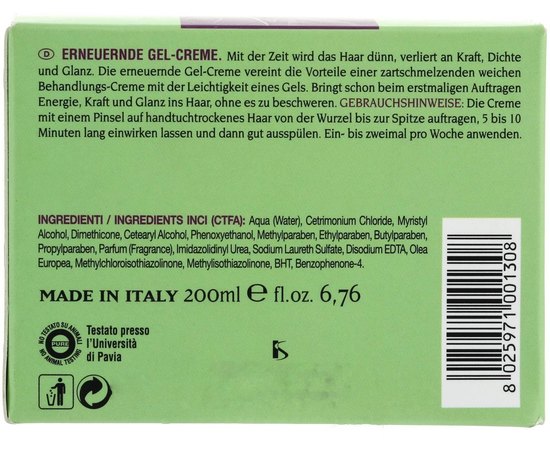 D ERNEUERNDE GEL-CREME. Mit der Zeit wird das Haar dünn, verliert an Kraft, Dichte
und Glanz. Die erneuernde Gel-Creme vereint die Vorteile einer zartschmelzenden weichen
Behandlungs-Creme mit der Leichtigkeit eines Gels. Bringt schon beim erstmaligen Auftragen
Energie, Kraft und Glanz ins Haar, ohne es zu beschweren. GEBRAUCHSHINWEISE: Die Creme
mit einem Pinsel auf handtuchtrockenes Haar von der Wurzel bis zur Spitze auftragen, 5 bis 10
Minuten lang einwirken lassen und dann gut ausspülen. Ein- bis zweimal pro Woche anwenden.
INGREDIENTI / INGREDIENTS INCI (CTFA): Aqua (Water), Cetrimonium Chloride, Myristyl
Alcohol, Dimethicone, Cetearyl Alcohol, Phenoxyethanol, Methylparaben, Ethylparaben, Butylparaben,
Propylparaben, Parfum (Fragrance), Imidazolidinyl Urea, Sodium Laureth Sulfate, Disodium EDTA, Olea
Europea, Methylchloroisothiazolinone, Methylisothiazolinone, BHT, Benzophenone-4.
MADE IN ITALY 200ml e fl.oz. 6,76
NO TESTATO SU ANIMALI
PURE
NO ANIMAL TESTING
Testato presso
l'Università
di Pavia
8 025971 001308